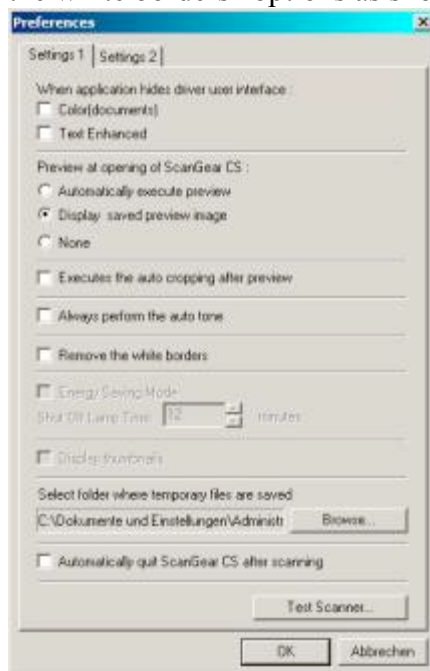 Preferences
Settings 1 Settings 2
When application hides driver user interface :
Color(documents)
Text Enhanced
Preview at opening of ScanGear CS :
Automatically execute preview
Display saved preview image
None
Executes the auto cropping after preview
Always perform the auto tone
Remove the white borders
Energy Saving Mode
Shut Off Lamp Time 12 minutes
Display thumbnails
Select folder where temporary files are saved
C:\Dokumente und Einstellungen\Administr Browse...
Automatically quit ScanGear CS after scanning
Test Scanner...
OK Abbrechen